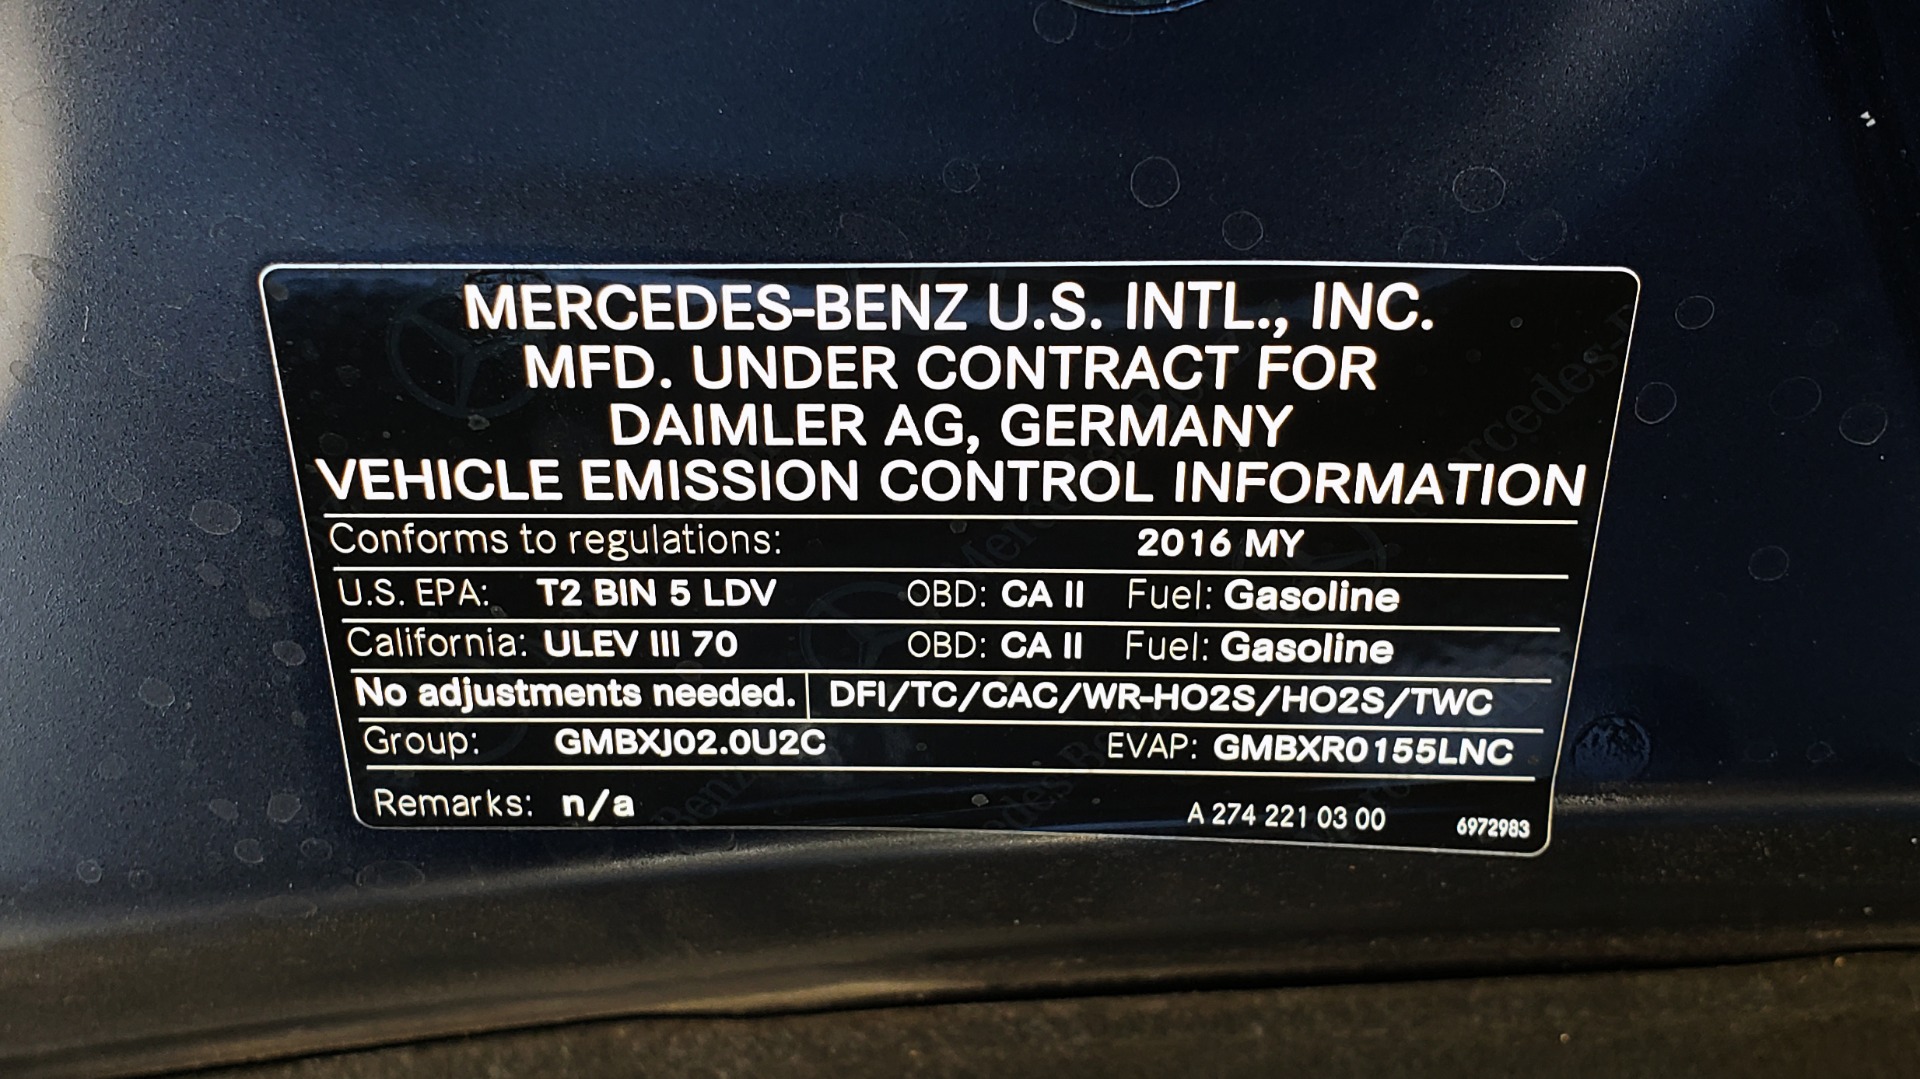 MERCEDES-BENZ U.S. INTL., INC.
MFD. UNDER CONTRACT FOR
DAIMLER AG, GERMANY
VEHICLE EMISSION CONTROL INFORMATION
Conforms to regulations: 2016 MY
U.S. EPA: T2 BIN 5 LDV OBD: CA II Fuel: Gasoline
California: ULEV III 70 OBD: CA II Fuel: Gasoline
No adjustments needed. DFI/TC/CAC/WR-HO2S/HO2S/TWC
Group: GMBXJ02.0U2C EVAP: GMBXR0155LNC
Remarks: n/a A 274 221 03 00 6972983